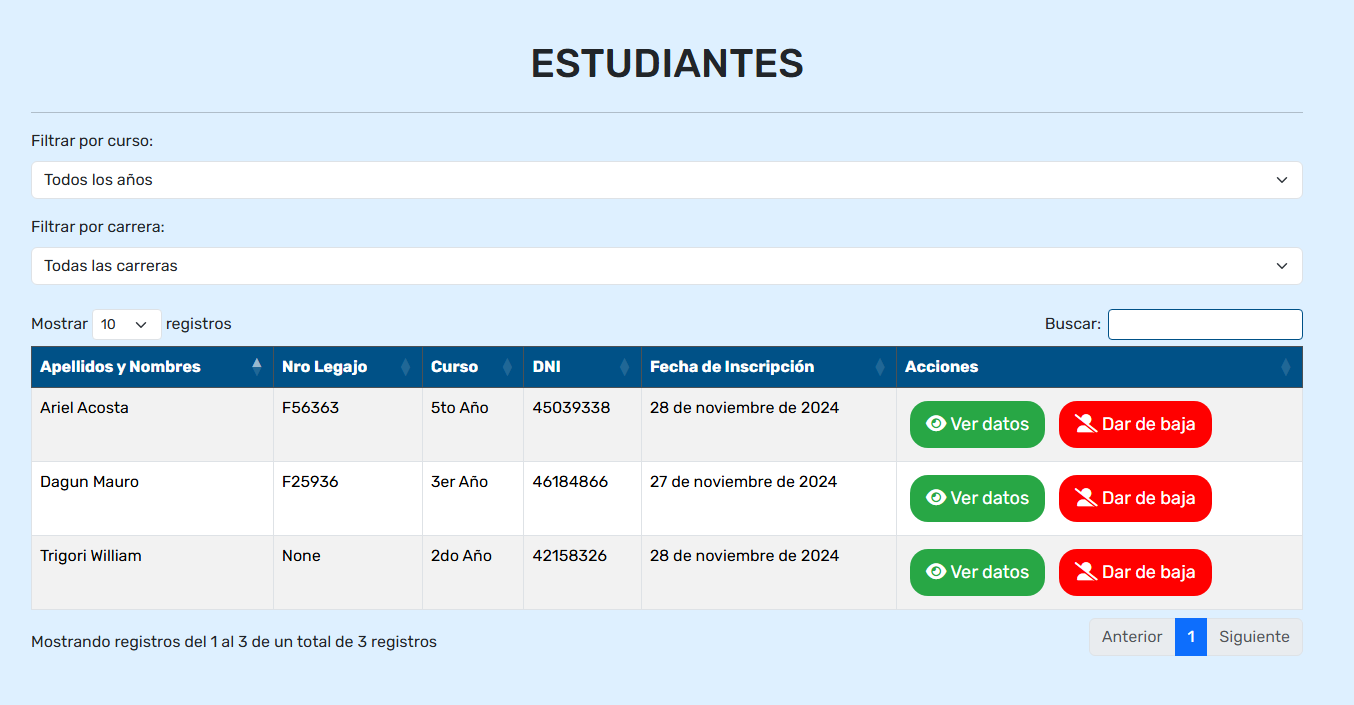 ESTUDIANTES
Filtrar por curso:
Todos los años
Filtrar por carrera:
Todas las carreras
Mostrar 10 registros Buscar:
Apellidos y Nombres Nro Legajo Curso DNI Fecha de Inscripción Acciones
Ariel Acosta F56363 5to Año 45039338 28 de noviembre de 2024 Ver datos Dar de baja
Dagun Mauro F25936 3er Año 46184866 27 de noviembre de 2024 Ver datos Dar de baja
Trigori William None 2do Año 42158326 28 de noviembre de 2024 Ver datos Dar de baja
Mostrando registros del 1 al 3 de un total de 3 registros Anterior 1 Siguiente